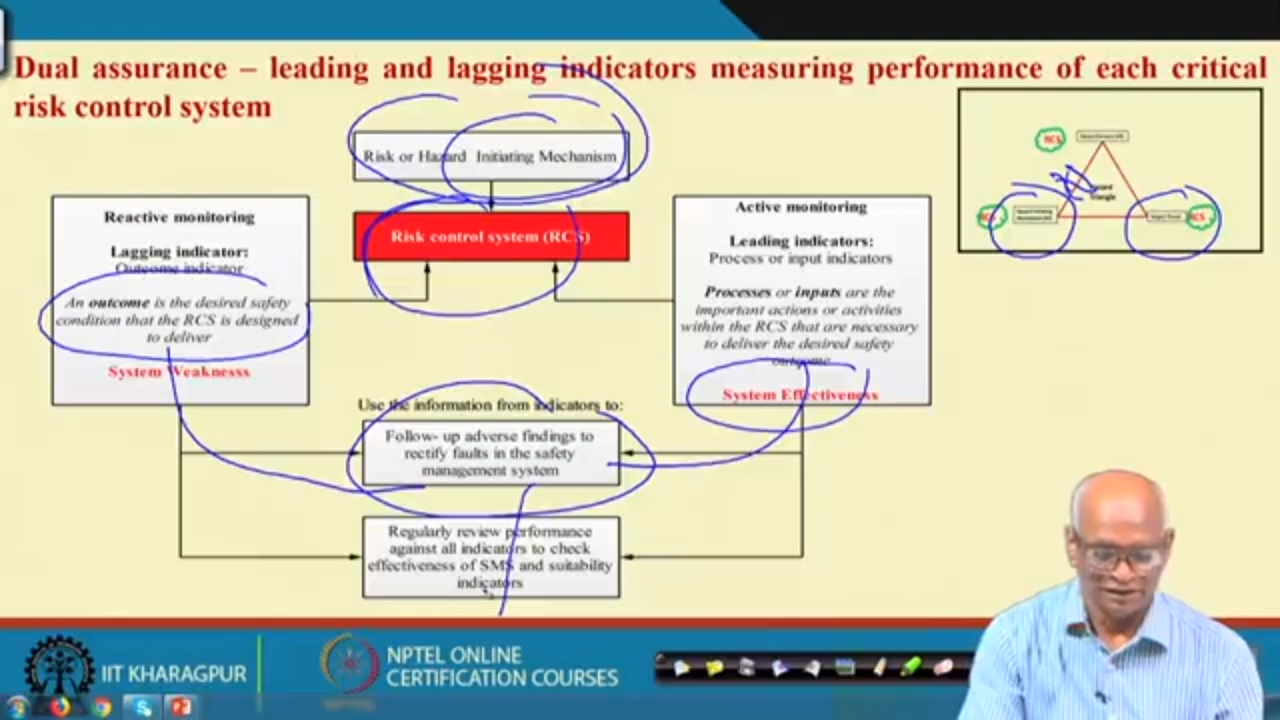 Dual assurance – leading and lagging indicators measuring performance of each critical
risk control system
Risk or Hazard Initiating Mechanism
Risk control system (RCS)
Reactive monitoring
Lagging indicator:
Outcome indicator
An outcome is the desired safety
condition that the RCS is designed
to deliver
System Weaknesss
Active monitoring
Leading indicators:
Process or input indicators
Processes or inputs are the
important actions or activities
within the RCS that are necessary
to deliver the desired safety
outcome
System Effectiveness
Use the information from indicators to:
Follow- up adverse findings to
rectify faults in the safety
management system
Regularly review performance
against all indicators to check
effectiveness of SMS and suitability
indicators
RCS
Triangle
RCS
IIT KHARAGPUR
NPTEL ONLINE
CERTIFICATION COURSES